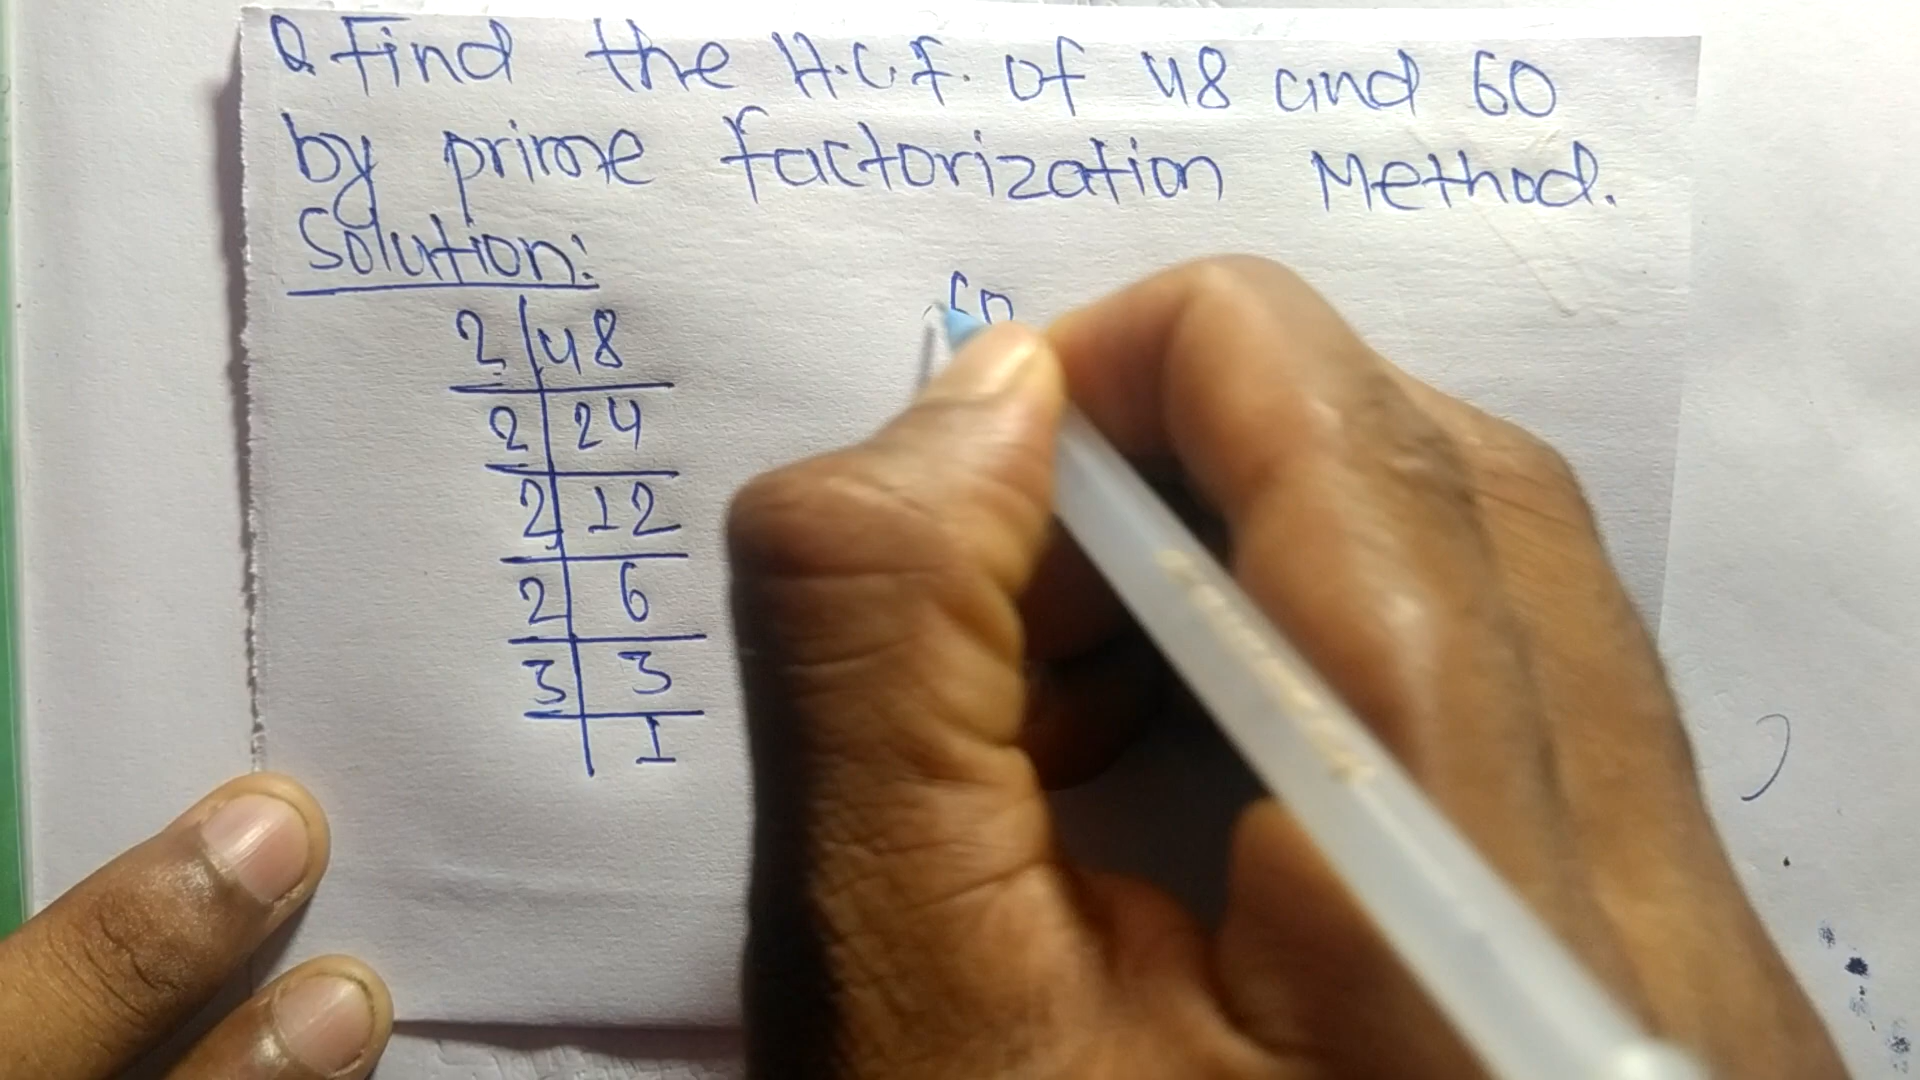 Q. Find the H.C.F. of 48 and 60
by prime factorization Method.
Solution:
2 48
2 24
2 12
2 6
3 3
1
60